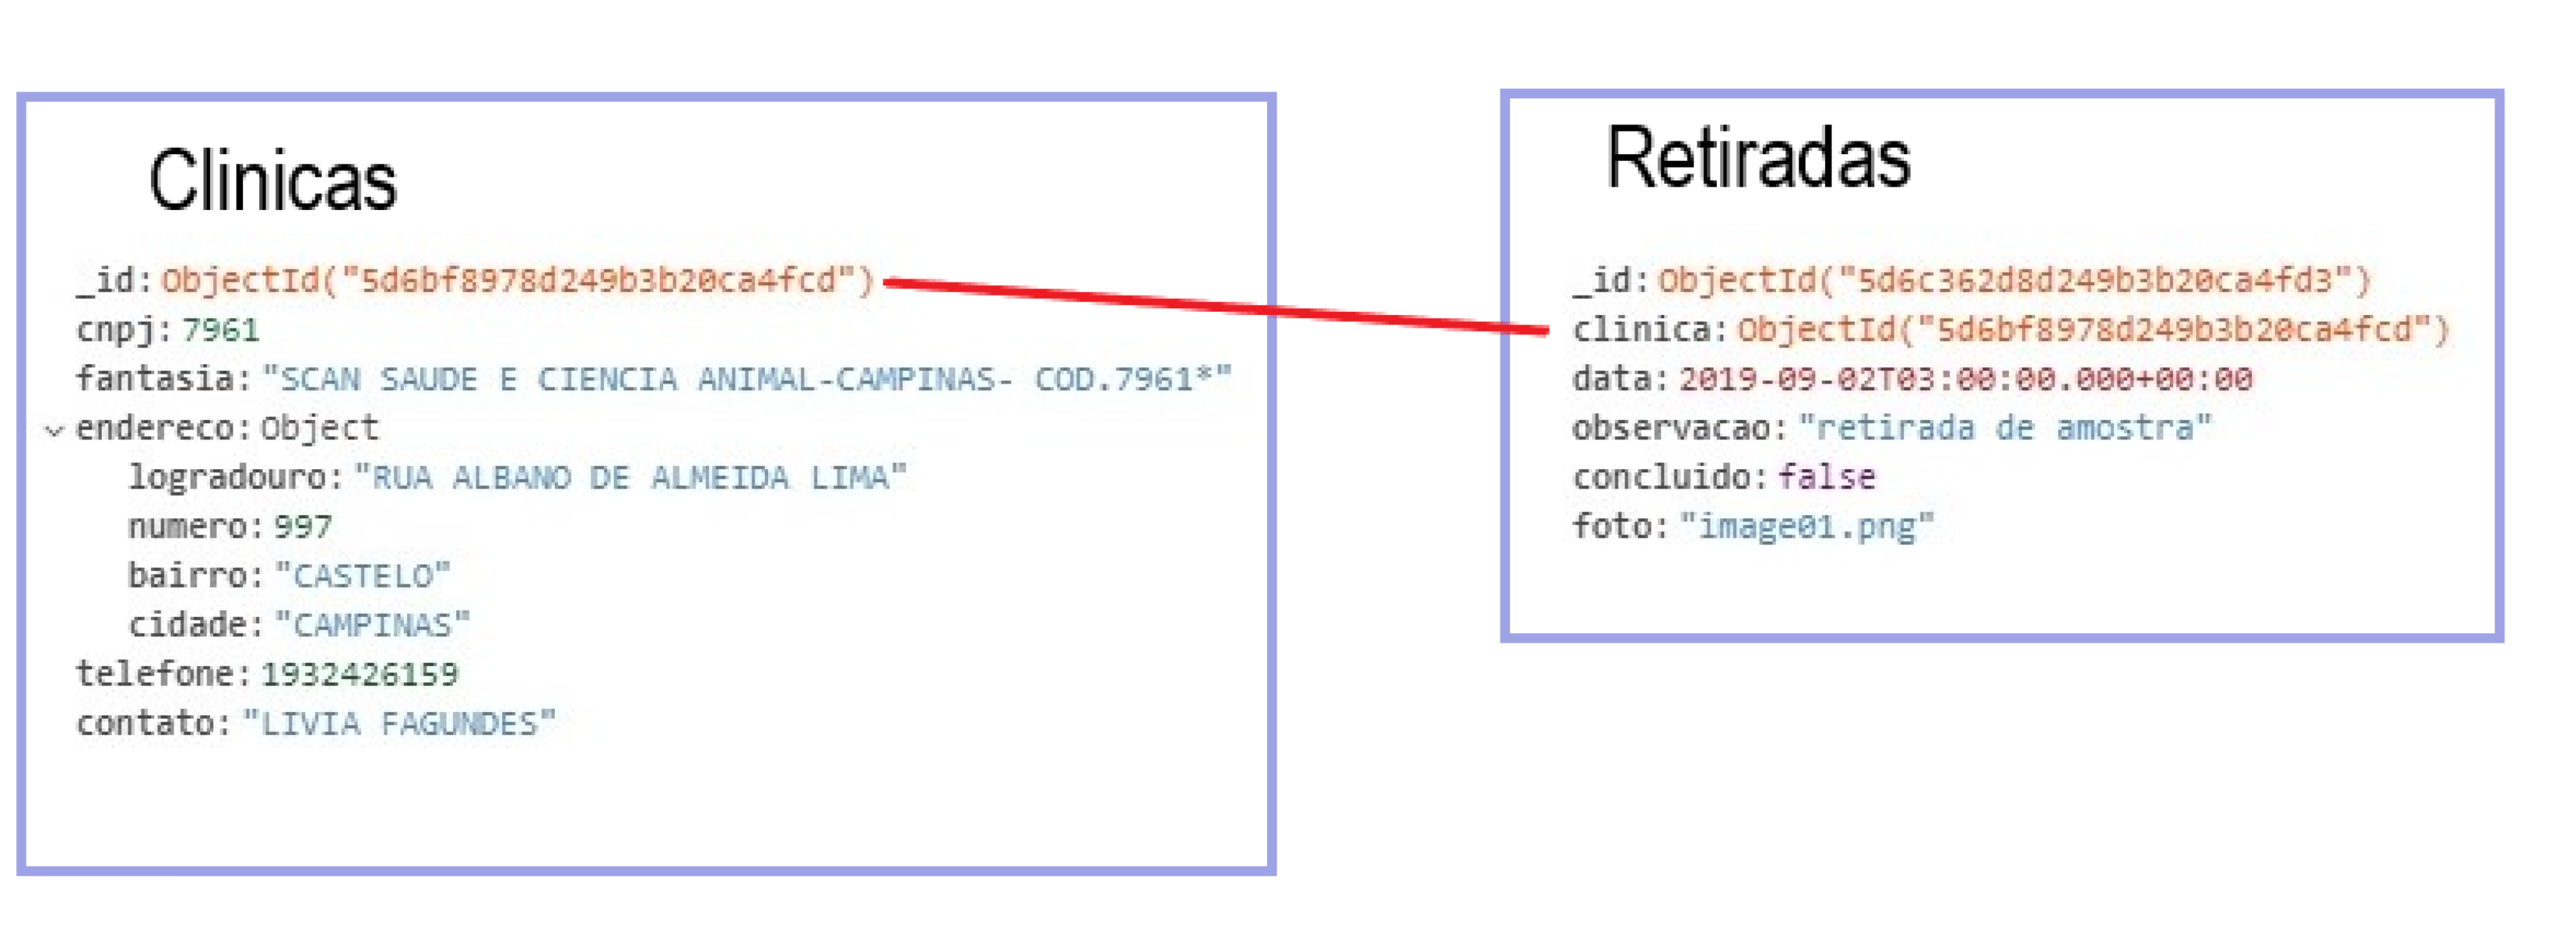 Clinicas
_id: ObjectId("5d6bf8978d249b3b20ca4fcd")
cnpj: 7961
fantasia: "SCAN SAUDE E CIENCIA ANIMAL-CAMPINAS- COD.7961*"
endereco: Object
logradouro: "RUA ALBANO DE ALMEIDA LIMA"
numero: 997
bairro: "CASTELO"
cidade: "CAMPINAS"
telefone: 1932426159
contato: "LIVIA FAGUNDES"
Retiradas
_id: ObjectId("5d6c362d8d249b3b20ca4fd3")
clinica: ObjectId("5d6bf8978d249b3b20ca4fcd")
data: 2019-09-02T03:00:00.000+00:00
observacao: "retirada de amostra"
concluido: false
foto: "image01.png"